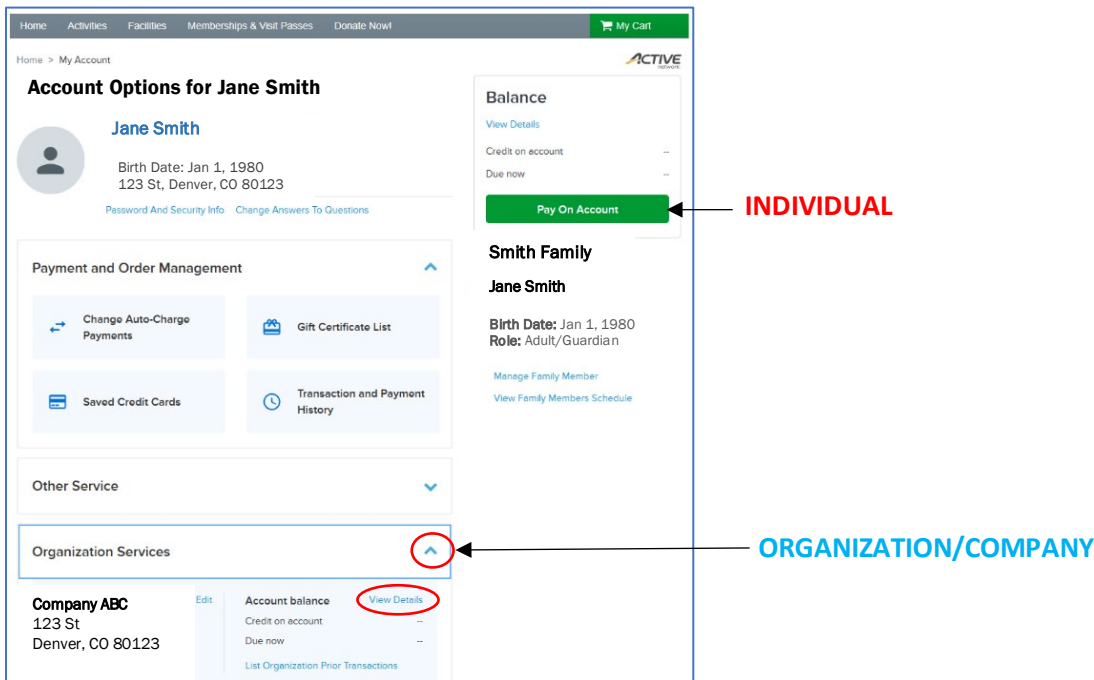 Home Activities Facilities Memberships & Visit Passes Donate Now! My Cart
Home > My Account
ACTIVE
network
Account Options for Jane Smith
Jane Smith
Birth Date: Jan 1, 1980
123 St, Denver, CO 80123
Password And Security Info Change Answers To Questions
Balance
View Details
Credit on account --
Due now --
Pay On Account
INDIVIDUAL
Smith Family
Jane Smith
Birth Date: Jan 1, 1980
Role: Adult/Guardian
Manage Family Member
View Family Members Schedule
Payment and Order Management
Change Auto-Charge
Payments
Gift Certificate List
Saved Credit Cards
Transaction and Payment
History
Other Service
Organization Services
ORGANIZATION/COMPANY
Company ABC
123 St
Denver, CO 80123
Edit
Account balance View Details
Credit on account --
Due now --
List Organization Prior Transactions